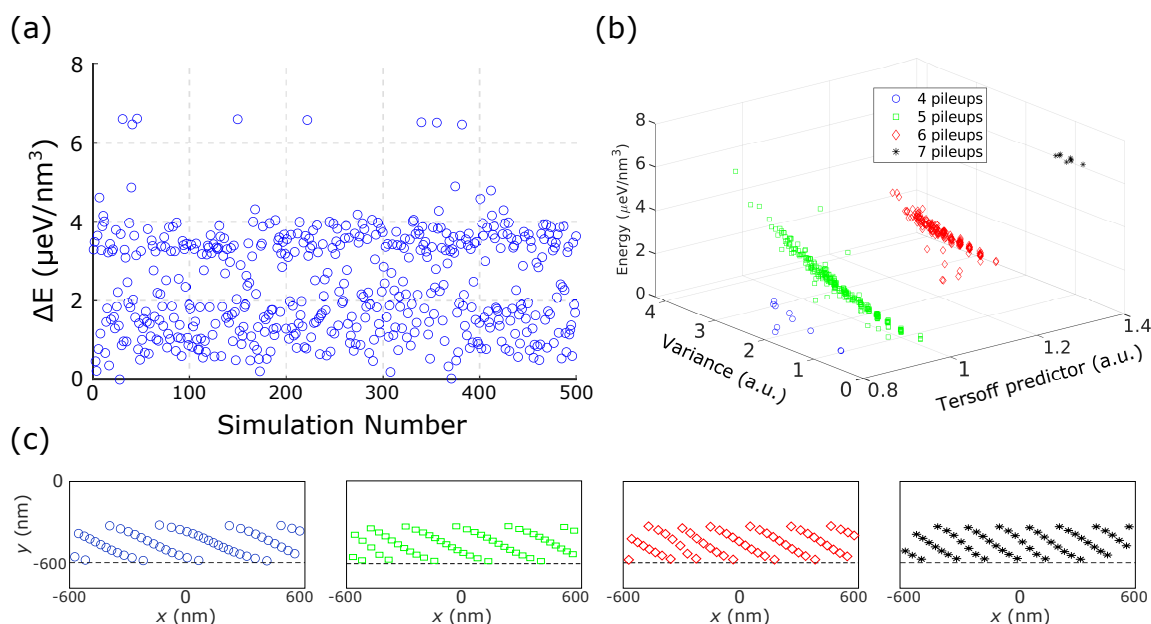 (a)
ΔE (µeV/nm³)
8
6
4
2
0
0 100 200 300 400 500
Simulation Number
(b)
4 pileups
5 pileups
6 pileups
7 pileups
Energy (µeV/nm³)
8
6
4
2
0
4 3 2 1 0
Variance (a.u.)
0.8 1 1.2 1.4
Tersoff predictor (a.u.)
(c)
y (nm)
0
-600
-600 0 600
x (nm)
-600 0 600
x (nm)
-600 0 600
x (nm)
-600 0 600
x (nm)